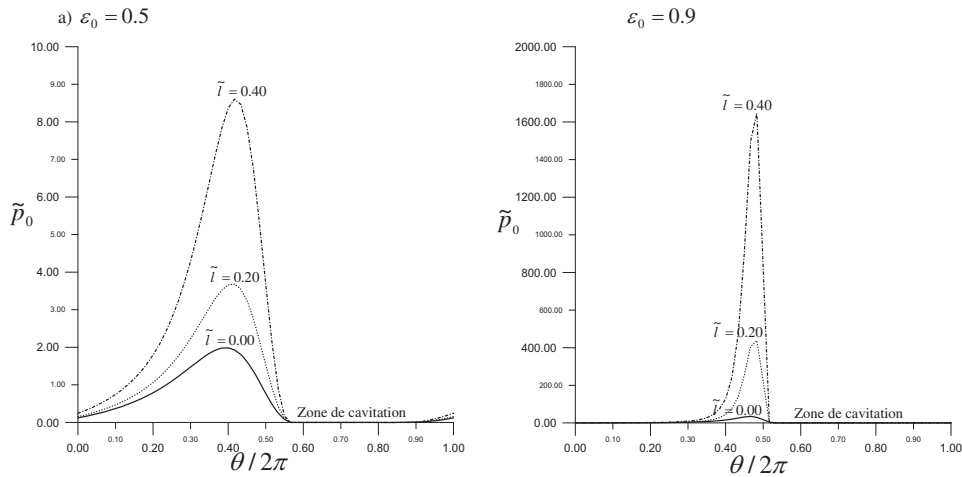 a) ε₀ = 0.5
10.00
9.00
8.00
7.00
6.00
5.00
4.00
3.00
2.00
1.00
0.00
p̃₀
l̃ = 0.40
l̃ = 0.20
l̃ = 0.00
Zone de cavitation
0.00 0.10 0.20 0.30 0.40 0.50 0.60 0.70 0.80 0.90 1.00
θ / 2π
ε₀ = 0.9
2000.00
1800.00
1600.00
1400.00
1200.00
1000.00
800.00
600.00
400.00
200.00
0.00
p̃₀
l̃ = 0.40
l̃ = 0.20
l̃ = 0.00
Zone de cavitation
0.00 0.10 0.20 0.30 0.40 0.50 0.60 0.70 0.80 0.90 1.00
θ / 2π